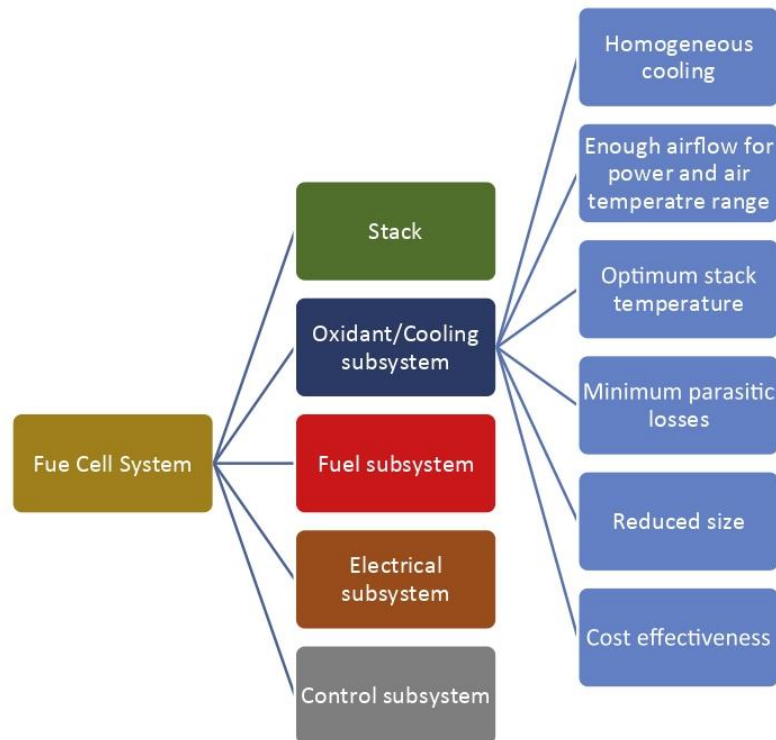 Fue Cell System
Stack
Oxidant/Cooling
subsystem
Fuel subsystem
Electrical
subsystem
Control subsystem
Homogeneous
cooling
Enough airflow for
power and air
temperatre range
Optimum stack
temperature
Minimum parasitic
losses
Reduced size
Cost effectiveness